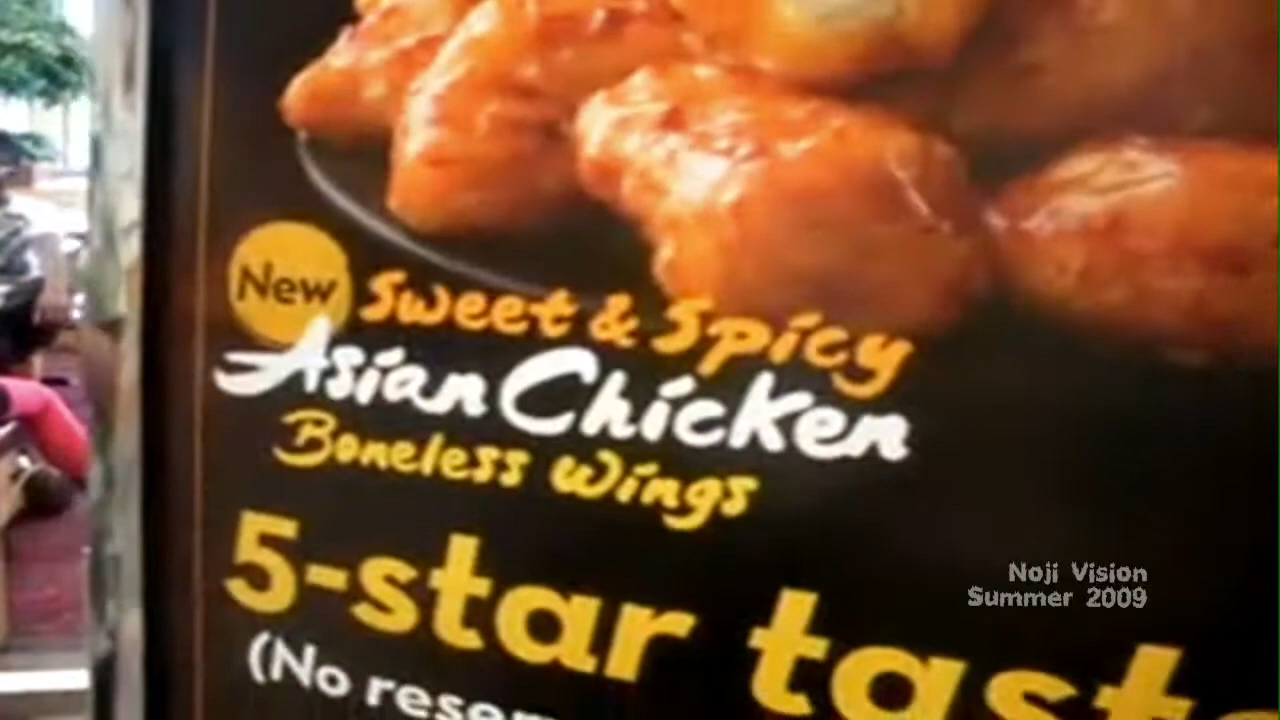 New Sweet & Spicy
Asian Chicken
Boneless Wings
5-star
(No
Noji Vision
Summer 2009